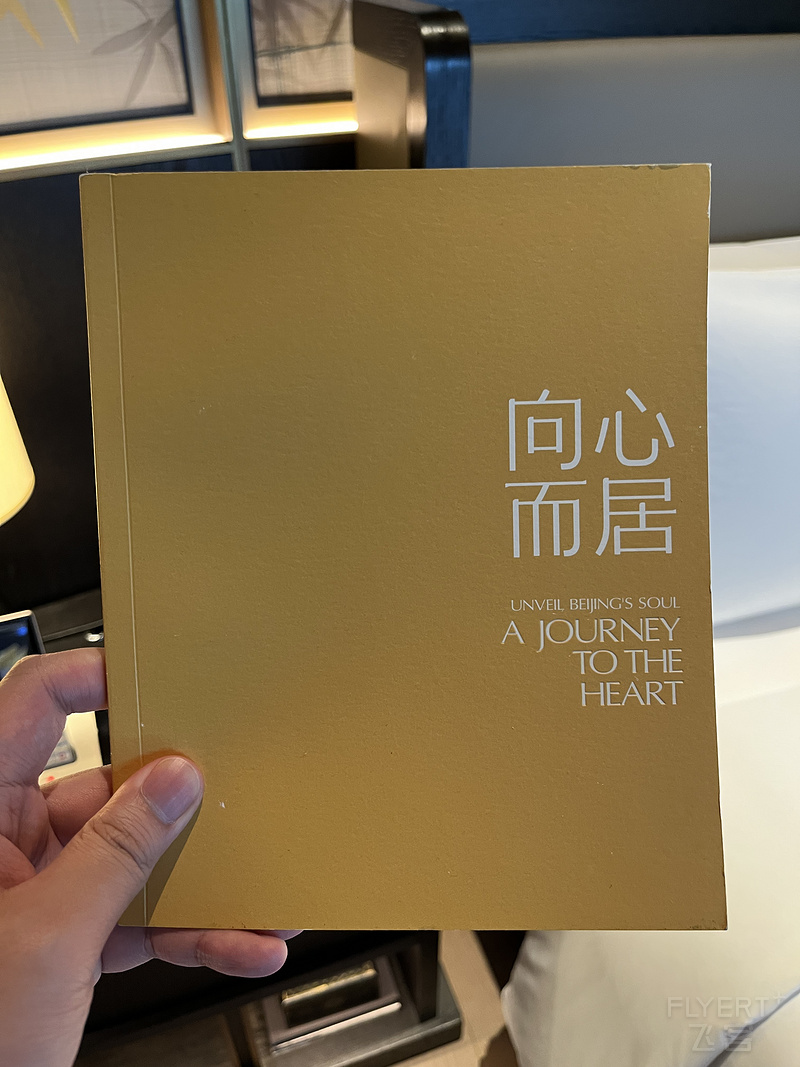 向心
而居
UNVEIL BEIJING'S SOUL
A JOURNEY
TO THE
HEART
FLYERT
飞客